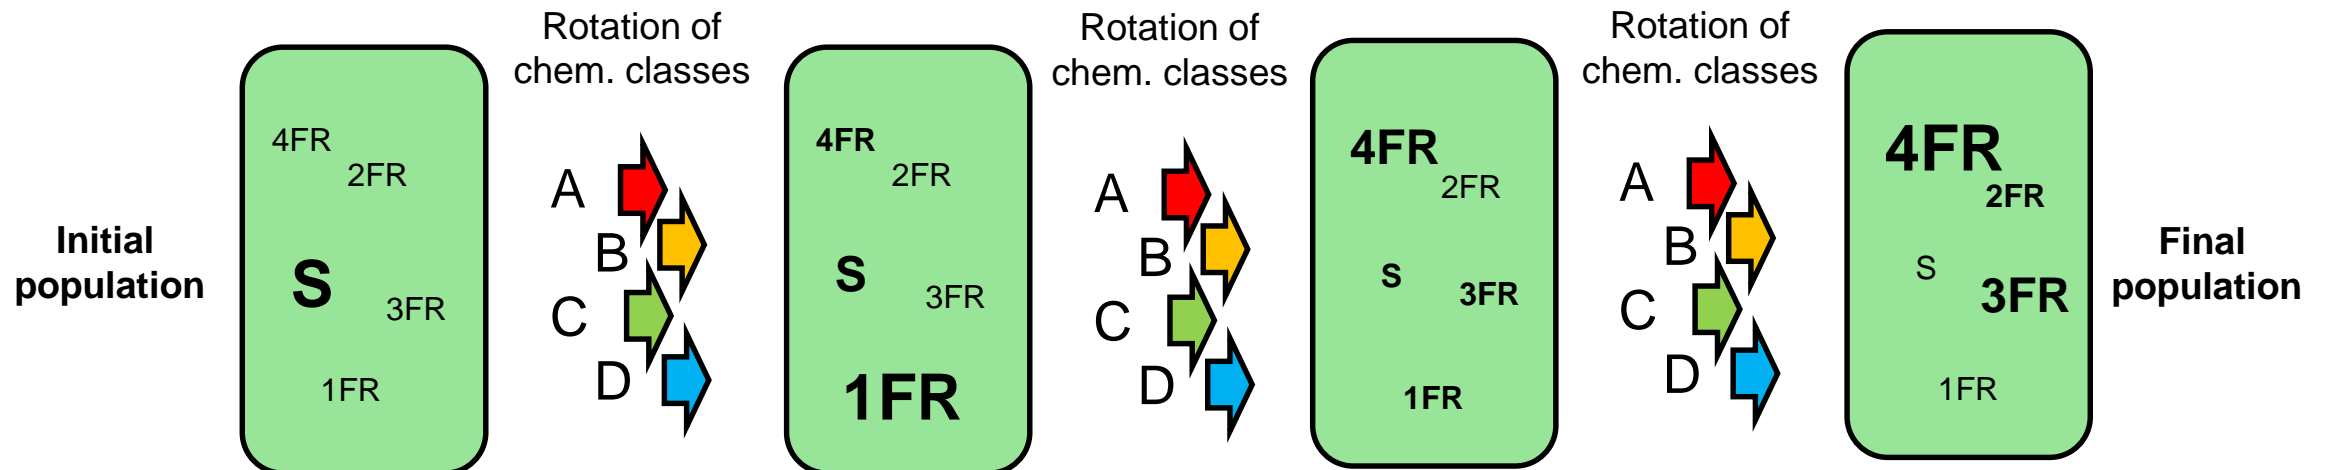 Initial
population
4FR
2FR
S
3FR
1FR
Rotation of
chem. classes
A
B
C
D
4FR
2FR
S
3FR
1FR
Rotation of
chem. classes
A
B
C
D
4FR
2FR
S
3FR
1FR
Rotation of
chem. classes
A
B
C
D
4FR
2FR
S
3FR
1FR
Final
population